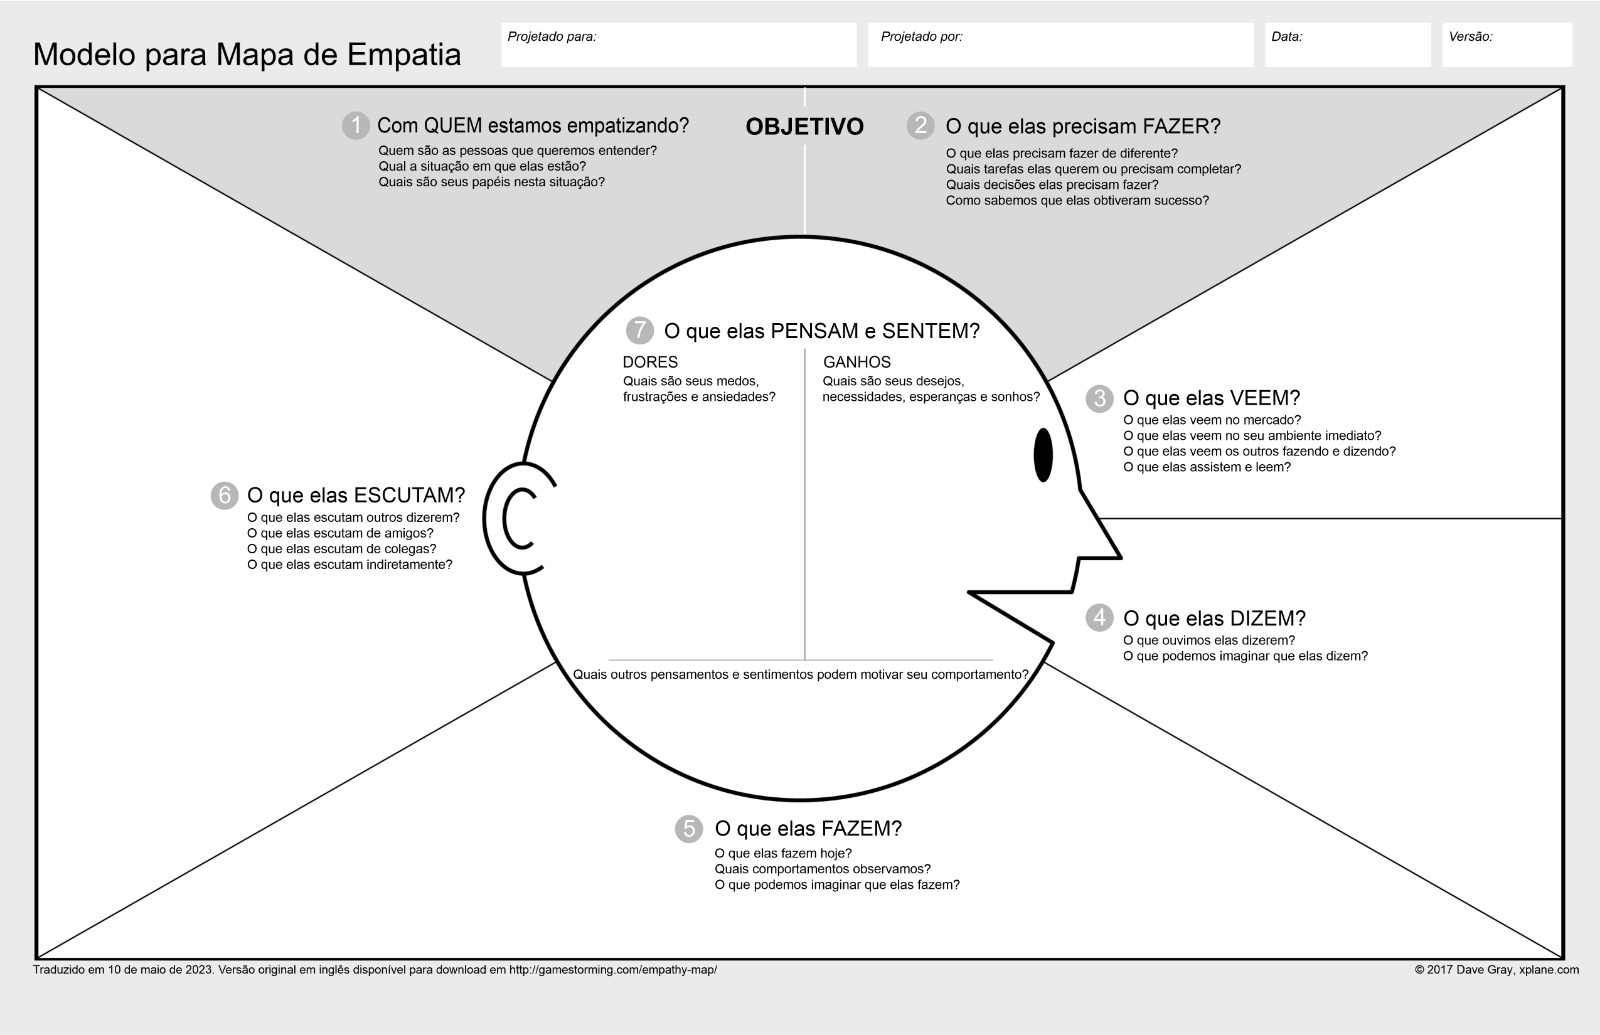 Modelo para Mapa de Empatia
Projetado para:
Projetado por:
Data:
Versão:
OBJETIVO
1 Com QUEM estamos empatizando?
Quem são as pessoas que queremos entender?
Qual a situação em que elas estão?
Quais são seus papéis nesta situação?
2 O que elas precisam FAZER?
O que elas precisam fazer de diferente?
Quais tarefas elas querem ou precisam completar?
Quais decisões elas precisam fazer?
Como sabemos que elas obtiveram sucesso?
3 O que elas VEEM?
O que elas veem no mercado?
O que elas veem no seu ambiente imediato?
O que elas veem os outros fazendo e dizendo?
O que elas assistem e leem?
4 O que elas DIZEM?
O que ouvimos elas dizerem?
O que podemos imaginar que elas dizem?
5 O que elas FAZEM?
O que elas fazem hoje?
Quais comportamentos observamos?
O que podemos imaginar que elas fazem?
6 O que elas ESCUTAM?
O que elas escutam outros dizerem?
O que elas escutam de amigos?
O que elas escutam de colegas?
O que elas escutam indiretamente?
7 O que elas PENSAM e SENTEM?
DORES
Quais são seus medos,
frustrações e ansiedades?
GANHOS
Quais são seus desejos,
necessidades, esperanças e sonhos?
Quais outros pensamentos e sentimentos podem motivar seu comportamento?
Traduzido em 10 de maio de 2023. Versão original em inglês disponível para download em http://gamestorming.com/empathy-map/
© 2017 Dave Gray, xplane.com